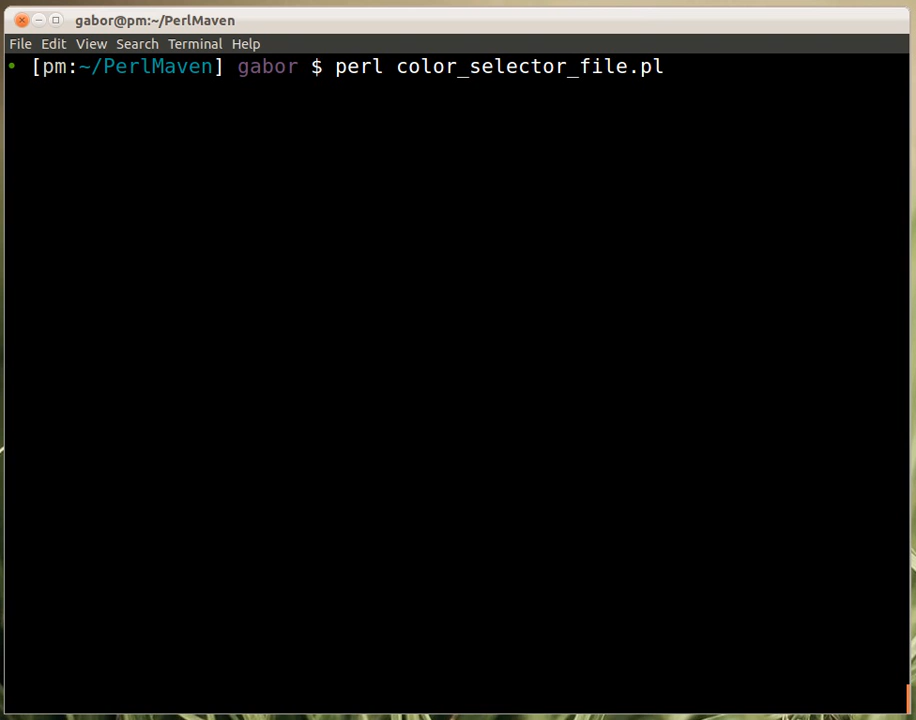 gabor@pm:~/PerlMaven
File Edit View Search Terminal Help
[pm:~/PerlMaven] gabor $ perl color_selector_file.pl